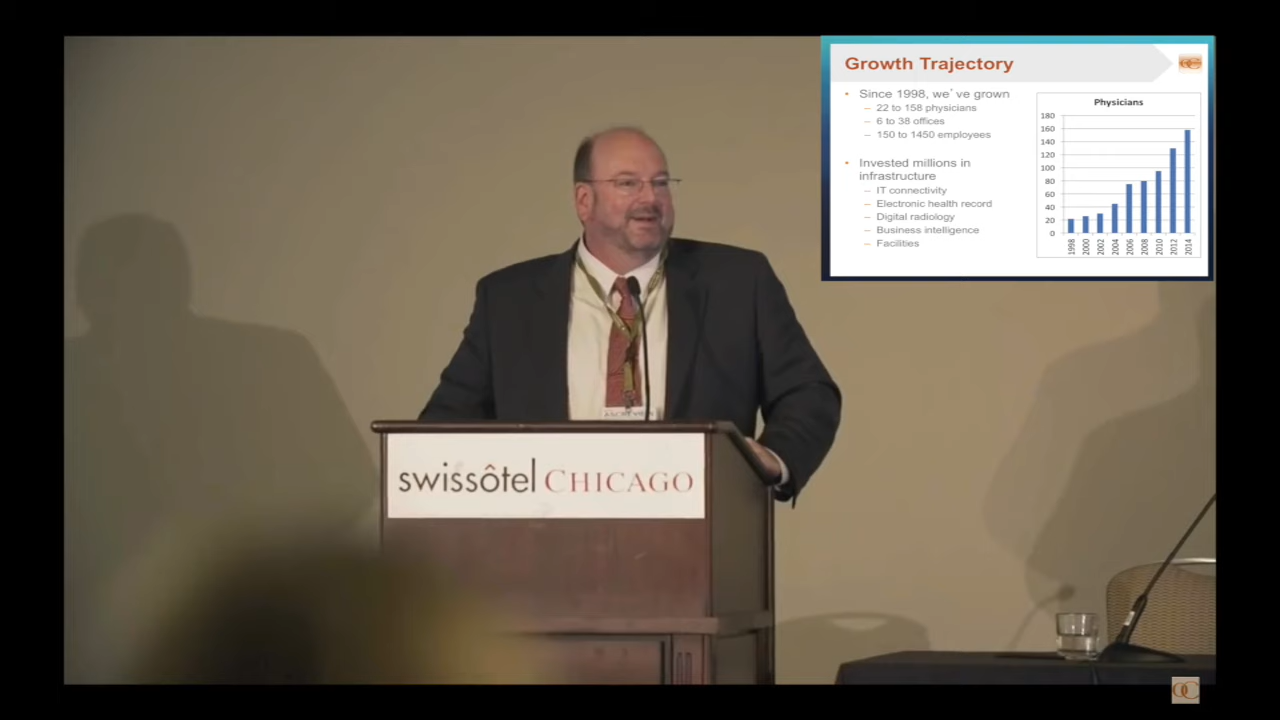 Growth Trajectory
OC
• Since 1998, we've grown
– 22 to 158 physicians
– 6 to 38 offices
– 150 to 1450 employees
• Invested millions in
infrastructure
– IT connectivity
– Electronic health record
– Digital radiology
– Business intelligence
– Facilities
Physicians
180
160
140
120
100
80
60
40
20
0
1998
2000
2002
2004
2006
2008
2010
2012
2014
swissôtel CHICAGO
OC